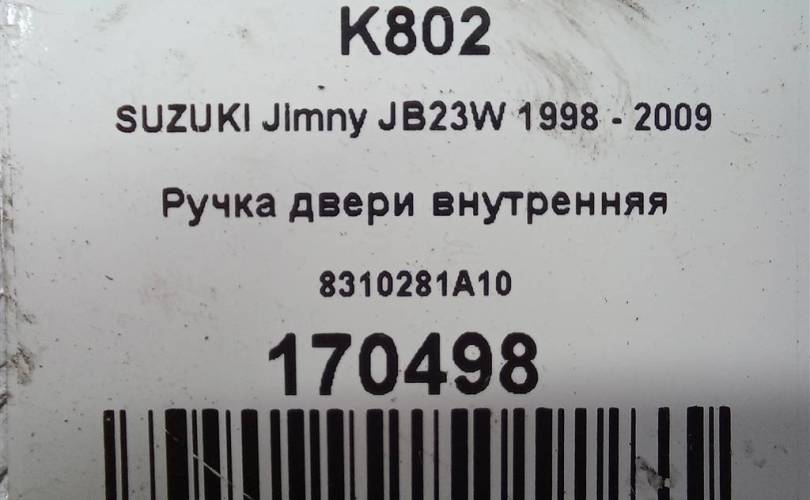 K802
SUZUKI Jimny JB23W 1998 - 2009
Ручка двери внутренняя
8310281A10
170498